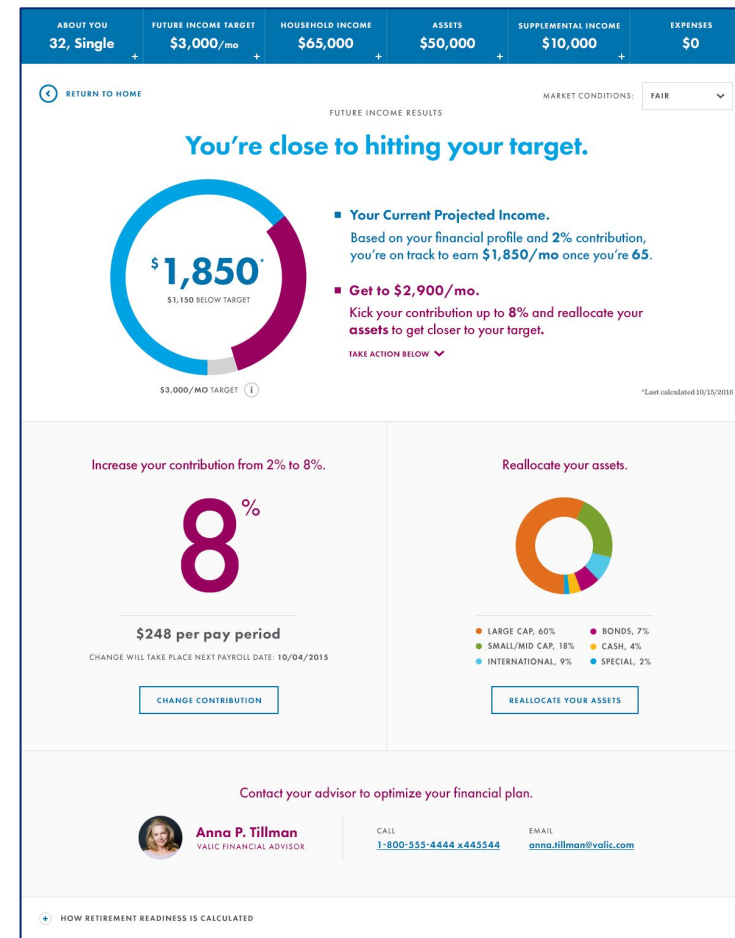 ABOUT YOU
32, Single
+
FUTURE INCOME TARGET
$3,000/mo
+
HOUSEHOLD INCOME
$65,000
+
ASSETS
$50,000
+
SUPPLEMENTAL INCOME
$10,000
+
EXPENSES
$0
RETURN TO HOME
MARKET CONDITIONS: FAIR
FUTURE INCOME RESULTS
You're close to hitting your target.
$1,850*
$1,150 BELOW TARGET
$3,000/MO TARGET i
Your Current Projected Income.
Based on your financial profile and 2% contribution,
you're on track to earn $1,850/mo once you're 65.
Get to $2,900/mo.
Kick your contribution up to 8% and reallocate your
assets to get closer to your target.
TAKE ACTION BELOW
*Last calculated 10/15/2016
Increase your contribution from 2% to 8%.
8%
$248 per pay period
CHANGE WILL TAKE PLACE NEXT PAYROLL DATE: 10/04/2015
CHANGE CONTRIBUTION
Reallocate your assets.
LARGE CAP, 60%
SMALL/MID CAP, 18%
INTERNATIONAL, 9%
BONDS, 7%
CASH, 4%
SPECIAL, 2%
REALLOCATE YOUR ASSETS
Contact your advisor to optimize your financial plan.
Anna P. Tillman
VALIC FINANCIAL ADVISOR
CALL
1-800-555-4444 x445544
EMAIL
anna.tillman@valic.com
+ HOW RETIREMENT READINESS IS CALCULATED